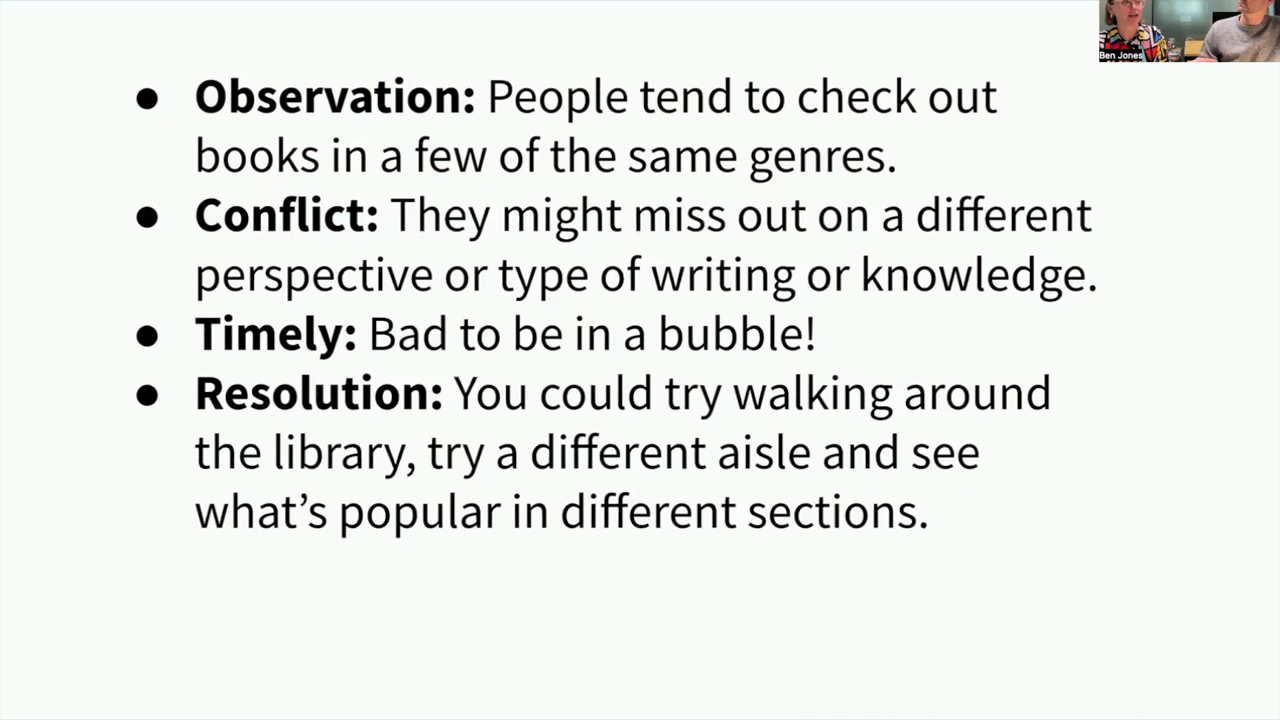 Ben Jones
● Observation: People tend to check out
books in a few of the same genres.
● Conflict: They might miss out on a different
perspective or type of writing or knowledge.
● Timely: Bad to be in a bubble!
● Resolution: You could try walking around
the library, try a different aisle and see
what’s popular in different sections.